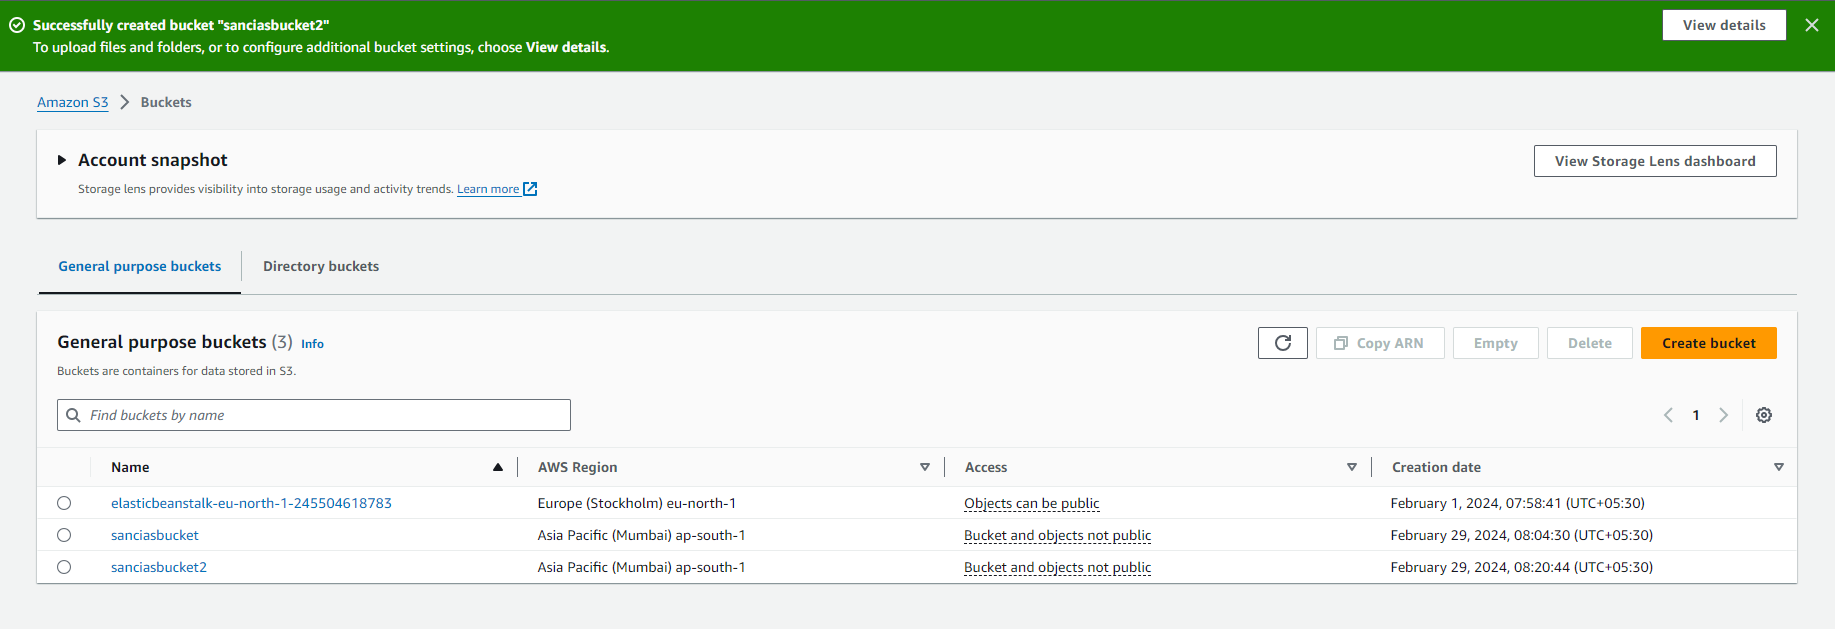 Successfully created bucket "sanciasbucket2"
To upload files and folders, or to configure additional bucket settings, choose View details.
View details
Amazon S3 > Buckets
Account snapshot
Storage lens provides visibility into storage usage and activity trends. Learn more
View Storage Lens dashboard
General purpose buckets
Directory buckets
General purpose buckets (3) Info
Buckets are containers for data stored in S3.
Copy ARN
Empty
Delete
Create bucket
Find buckets by name
1
Name AWS Region Access Creation date
elasticbeanstalk-eu-north-1-245504618783 Europe (Stockholm) eu-north-1 Objects can be public February 1, 2024, 07:58:41 (UTC+05:30)
sanciasbucket Asia Pacific (Mumbai) ap-south-1 Bucket and objects not public February 29, 2024, 08:04:30 (UTC+05:30)
sanciasbucket2 Asia Pacific (Mumbai) ap-south-1 Bucket and objects not public February 29, 2024, 08:20:44 (UTC+05:30)